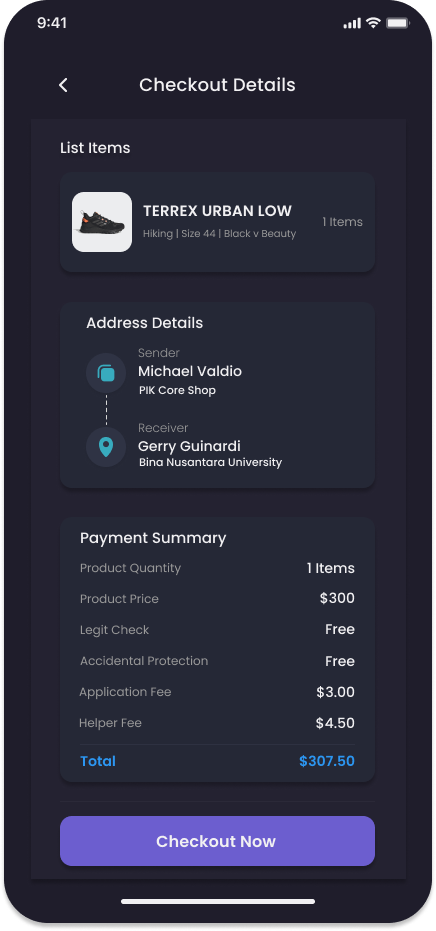 9:41
Checkout Details
List Items
TERREX URBAN LOW
Hiking | Size 44 | Black v Beauty
1 Items
Address Details
Sender
Michael Valdio
PIK Core Shop
Receiver
Gerry Guinardi
Bina Nusantara University
Payment Summary
Product Quantity 1 Items
Product Price $300
Legit Check Free
Accidental Protection Free
Application Fee $3.00
Helper Fee $4.50
Total $307.50
Checkout Now